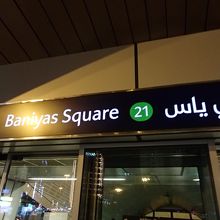 Baniyas Square 21 ياس